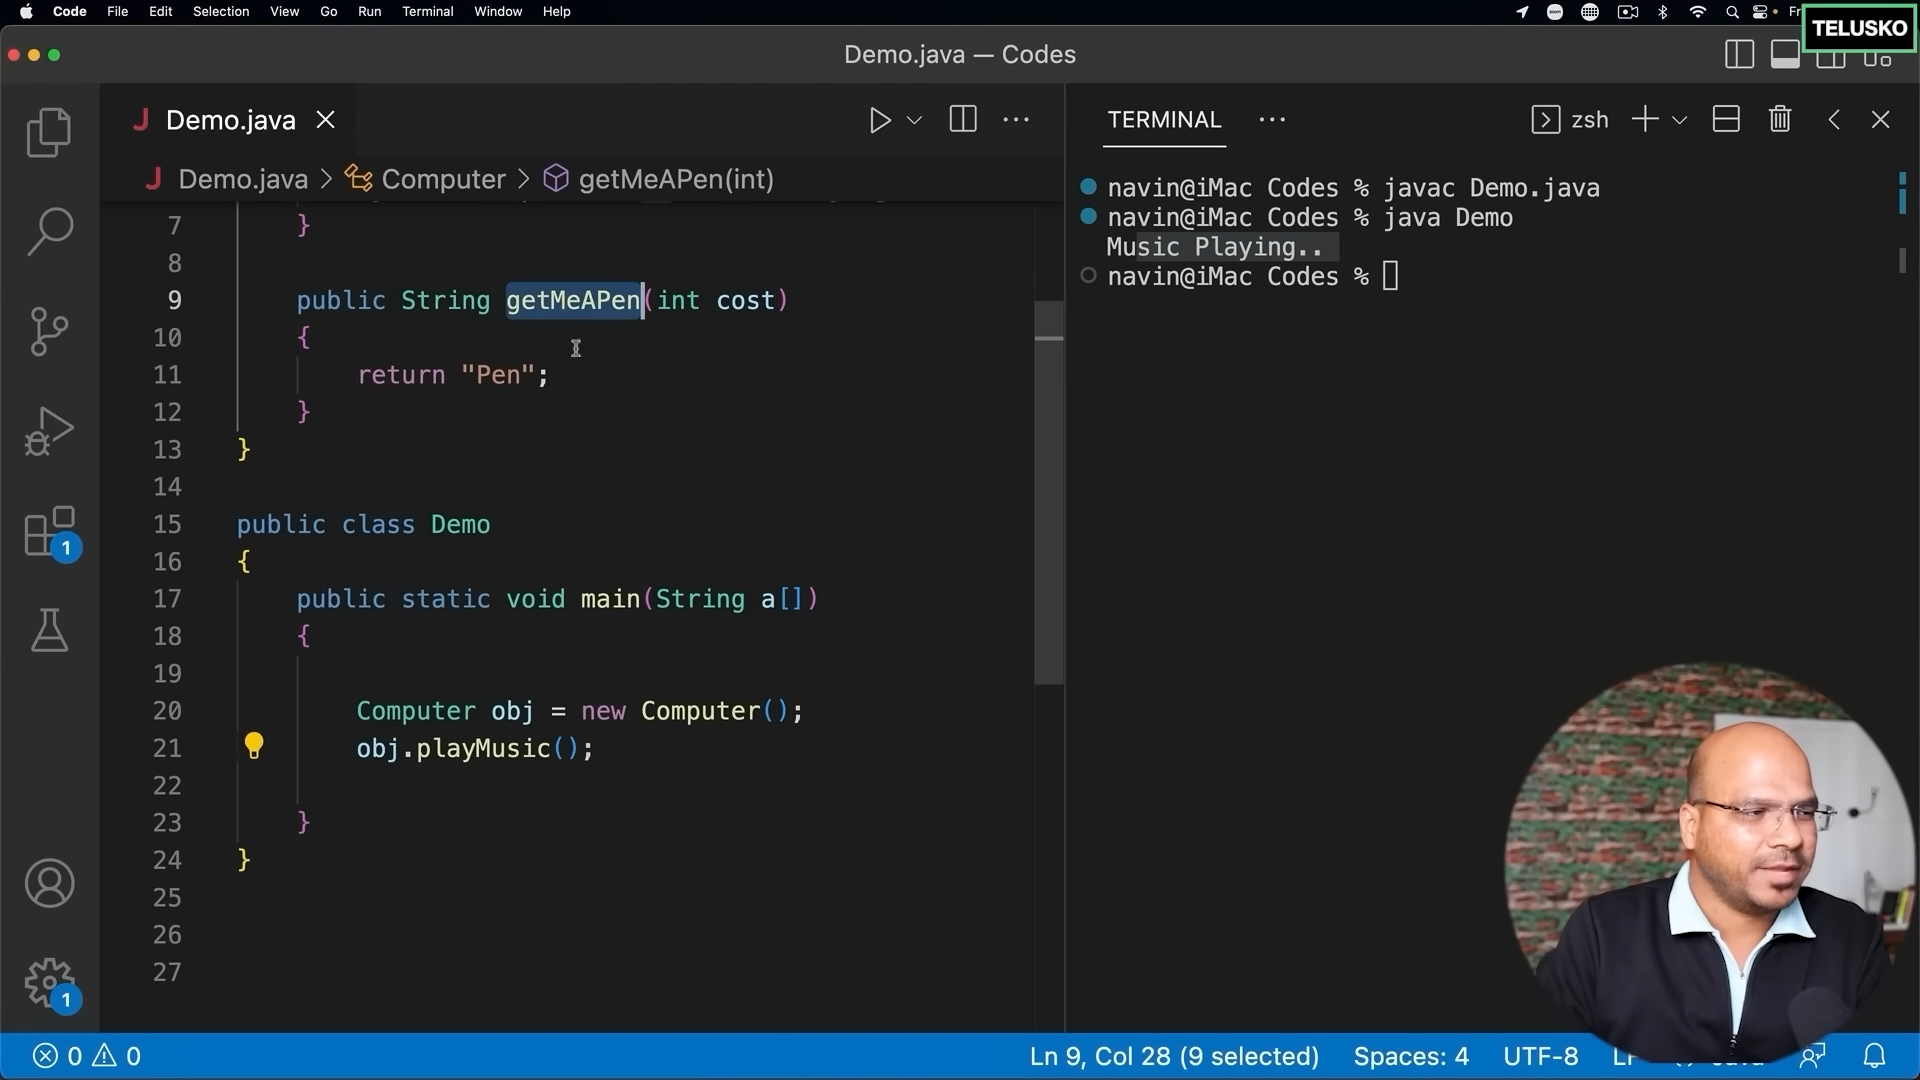 Code File Edit Selection View Go Run Terminal Window Help
zoom
Fr
TELUSKO
Demo.java — Codes
J Demo.java
TERMINAL
zsh
J Demo.java > Computer > getMeAPen(int)
7 }
8
9 public String getMeAPen(int cost)
10 {
11 return "Pen";
12 }
13 }
14
15 public class Demo
16 {
17 public static void main(String a[])
18 {
19
20 Computer obj = new Computer();
21 obj.playMusic();
22
23 }
24 }
25
26
27
navin@iMac Codes % javac Demo.java
navin@iMac Codes % java Demo
Music Playing..
navin@iMac Codes %
1
1
0 0
Ln 9, Col 28 (9 selected) Spaces: 4 UTF-8